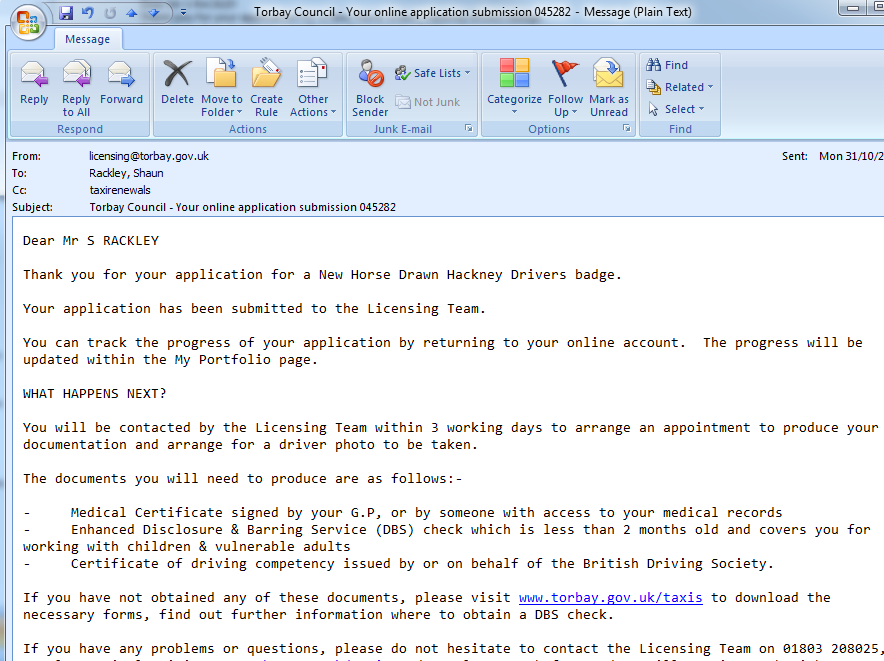 Torbay Council - Your online application submission 045282 - Message (Plain Text)
Message
Reply
Reply to All
Forward
Respond
Delete
Move to Folder
Create Rule
Other Actions
Actions
Block Sender
Safe Lists
Not Junk
Junk E-mail
Categorize
Follow Up
Mark as Unread
Options
Find
Related
Select
Find
From: licensing@torbay.gov.uk Sent: Mon 31/10/2
To: Rackley, Shaun
Cc: taxirenewals
Subject: Torbay Council - Your online application submission 045282
Dear Mr S RACKLEY
Thank you for your application for a New Horse Drawn Hackney Drivers badge.
Your application has been submitted to the Licensing Team.
You can track the progress of your application by returning to your online account.  The progress will be
updated within the My Portfolio page.
WHAT HAPPENS NEXT?
You will be contacted by the Licensing Team within 3 working days to arrange an appointment to produce your
documentation and arrange for a driver photo to be taken.
The documents you will need to produce are as follows:-
- Medical Certificate signed by your G.P, or by someone with access to your medical records
- Enhanced Disclosure & Barring Service (DBS) check which is less than 2 months old and covers you for
working with children & vulnerable adults
- Certificate of driving competency issued by or on behalf of the British Driving Society.
If you have not obtained any of these documents, please visit www.torbay.gov.uk/taxis to download the
necessary forms, find out further information where to obtain a DBS check.
If you have any problems or questions, please do not hesitate to contact the Licensing Team on 01803 208025,